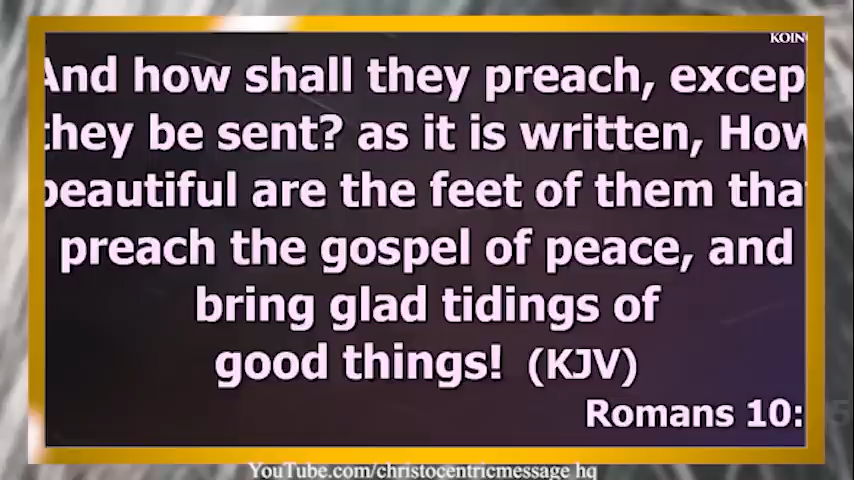 KOIN
And how shall they preach, excep
they be sent? as it is written, How
beautiful are the feet of them tha
preach the gospel of peace, and
bring glad tidings of
good things! (KJV)
Romans 10:
YouTube.com/christocentricmessage hq